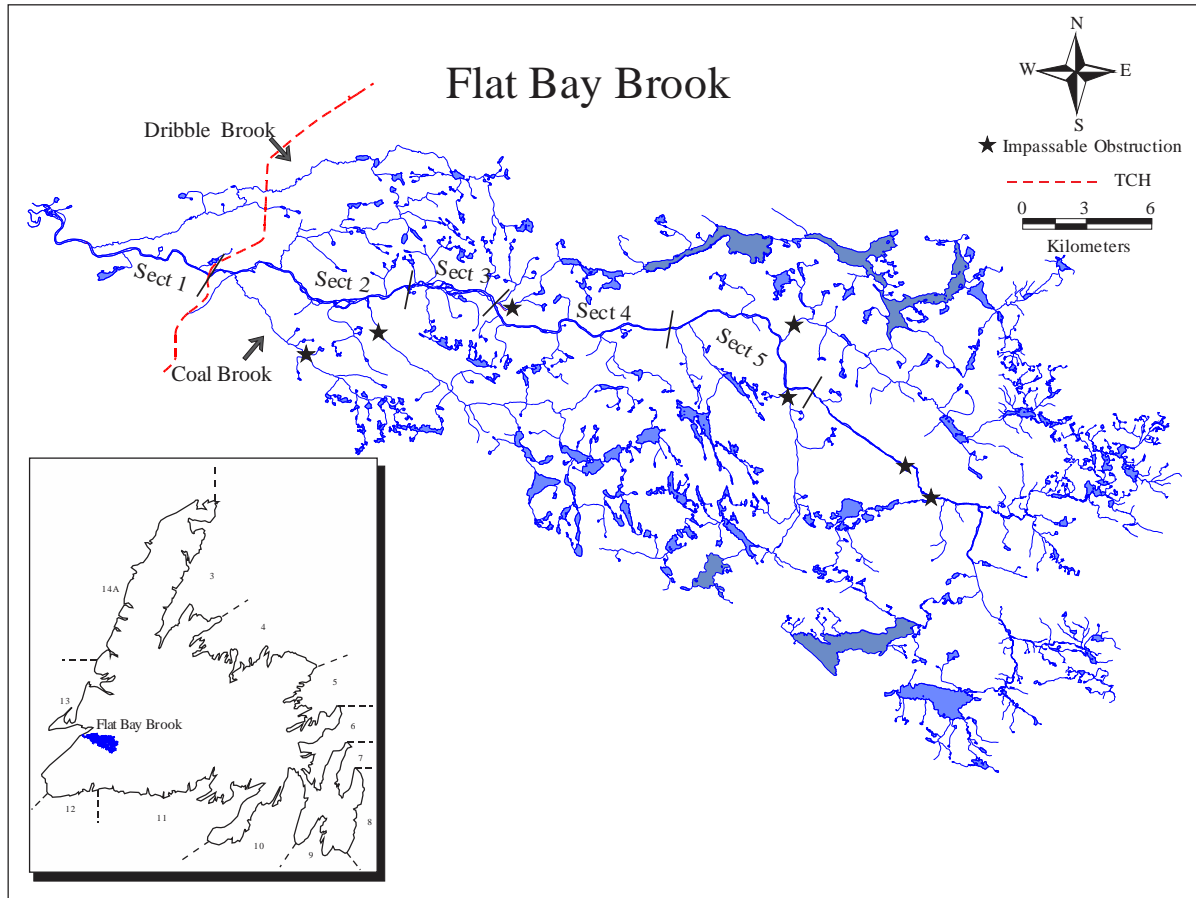 Flat Bay Brook
N
W E
S
Impassable Obstruction
TCH
0 3 6
Kilometers
Dribble Brook
Sect 1
Sect 2
Sect 3
Sect 4
Sect 5
Coal Brook
14A
3
4
5
13
Flat Bay Brook
6
7
12
11
8
10
9